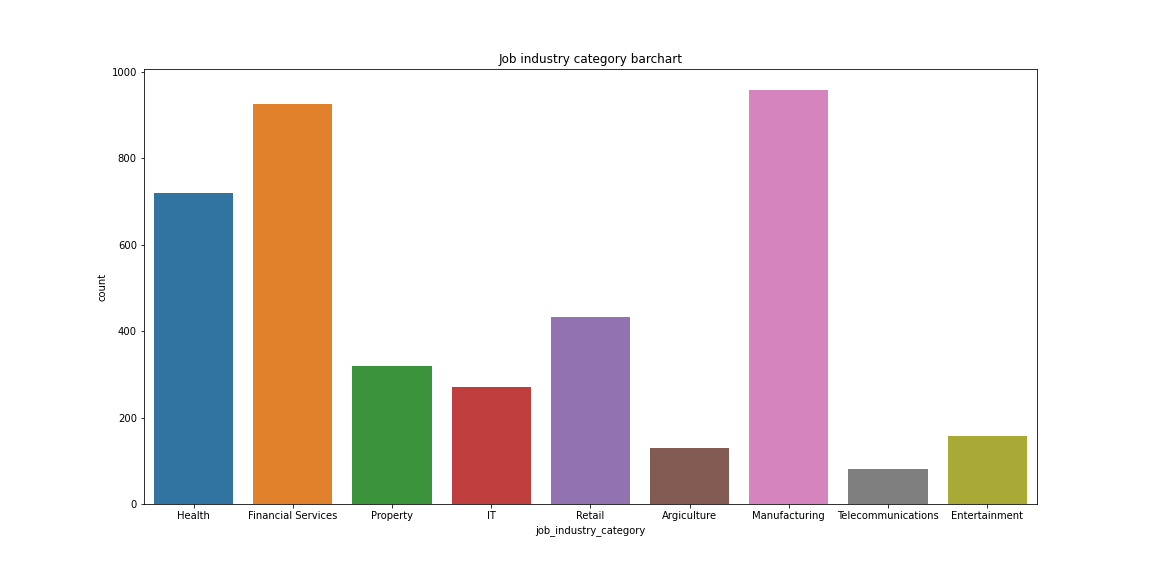 Job industry category barchart
1000
800
600
400
200
0
count
Health Financial Services Property IT Retail Argiculture Manufacturing Telecommunications Entertainment
job_industry_category